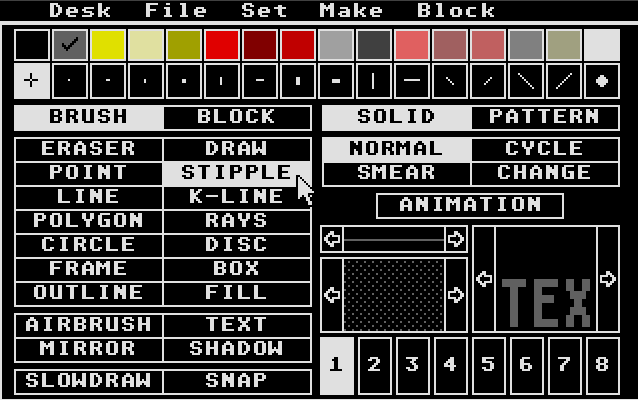 Desk File Set Make Block
BRUSH BLOCK SOLID PATTERN
ERASER DRAW NORMAL CYCLE
POINT STIPPLE SMEAR CHANGE
LINE K-LINE ANIMATION
POLYGON RAYS
CIRCLE DISC
FRAME BOX
OUTLINE FILL TEX
AIRBRUSH TEXT
MIRROR SHADOW 1 2 3 4 5 6 7 8
SLOWDRAW SNAP